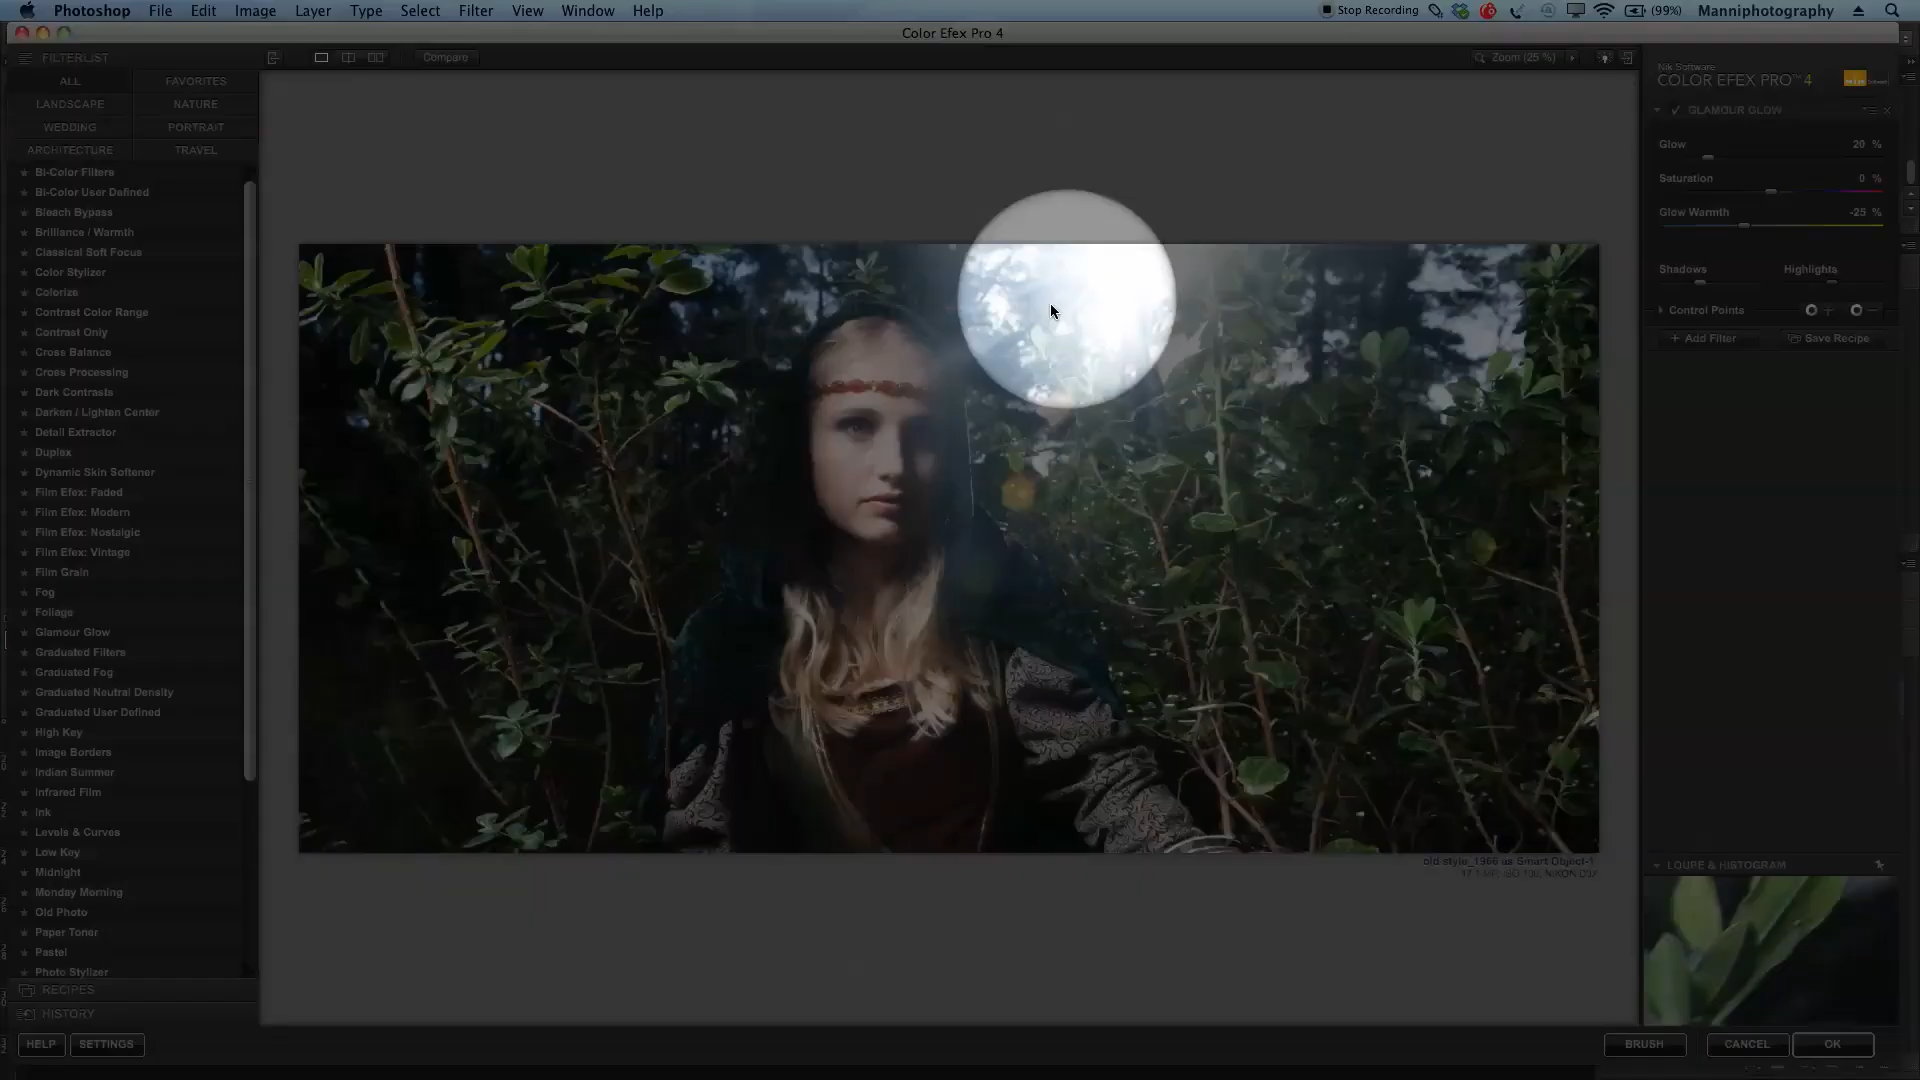 Photoshop File Edit Image Layer Type Select Filter View Window Help
Stop Recording (99%) Manniphotography
Color Efex Pro 4
FILTERLIST
Compare
Zoom (25 %)
ALL FAVORITES
LANDSCAPE NATURE
WEDDING PORTRAIT
ARCHITECTURE TRAVEL
Bi-Color Filters
Bi-Color User Defined
Bleach Bypass
Brilliance / Warmth
Classical Soft Focus
Color Stylizer
Colorize
Contrast Color Range
Contrast Only
Cross Balance
Cross Processing
Dark Contrasts
Darken / Lighten Center
Detail Extractor
Duplex
Dynamic Skin Softener
Film Efex: Faded
Film Efex: Modern
Film Efex: Nostalgic
Film Efex: Vintage
Film Grain
Fog
Foliage
Glamour Glow
Graduated Filters
Graduated Fog
Graduated Neutral Density
Graduated User Defined
High Key
Image Borders
Indian Summer
Infrared Film
Ink
Levels & Curves
Low Key
Midnight
Monday Morning
Old Photo
Paper Toner
Pastel
Photo Stylizer
RECIPES
HISTORY
HELP SETTINGS
old style_1966 as Smart Object-1
Nik Software
COLOR EFEX PRO™ 4
GLAMOUR GLOW
Glow 20 %
Saturation 0 %
Glow Warmth -25 %
Shadows Highlights
Control Points
+ Add Filter Save Recipe
LOUPE & HISTOGRAM
BRUSH CANCEL OK